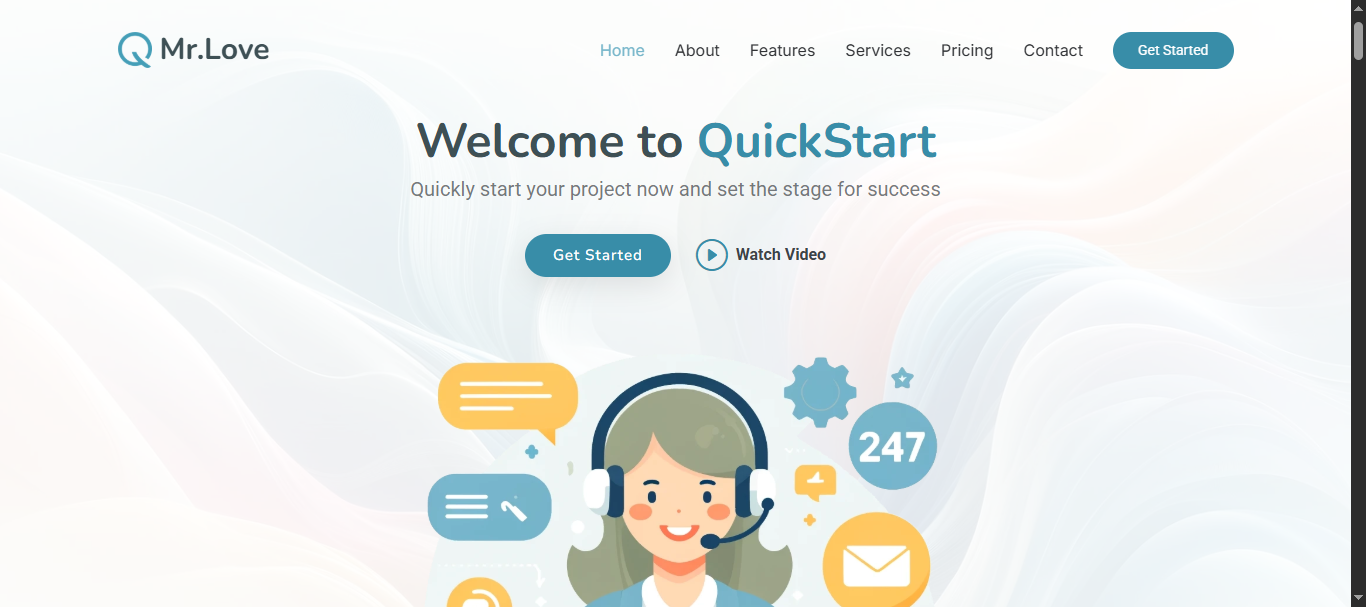 Mr.Love
Home About Features Services Pricing Contact Get Started
Welcome to QuickStart
Quickly start your project now and set the stage for success
Get Started Watch Video
247